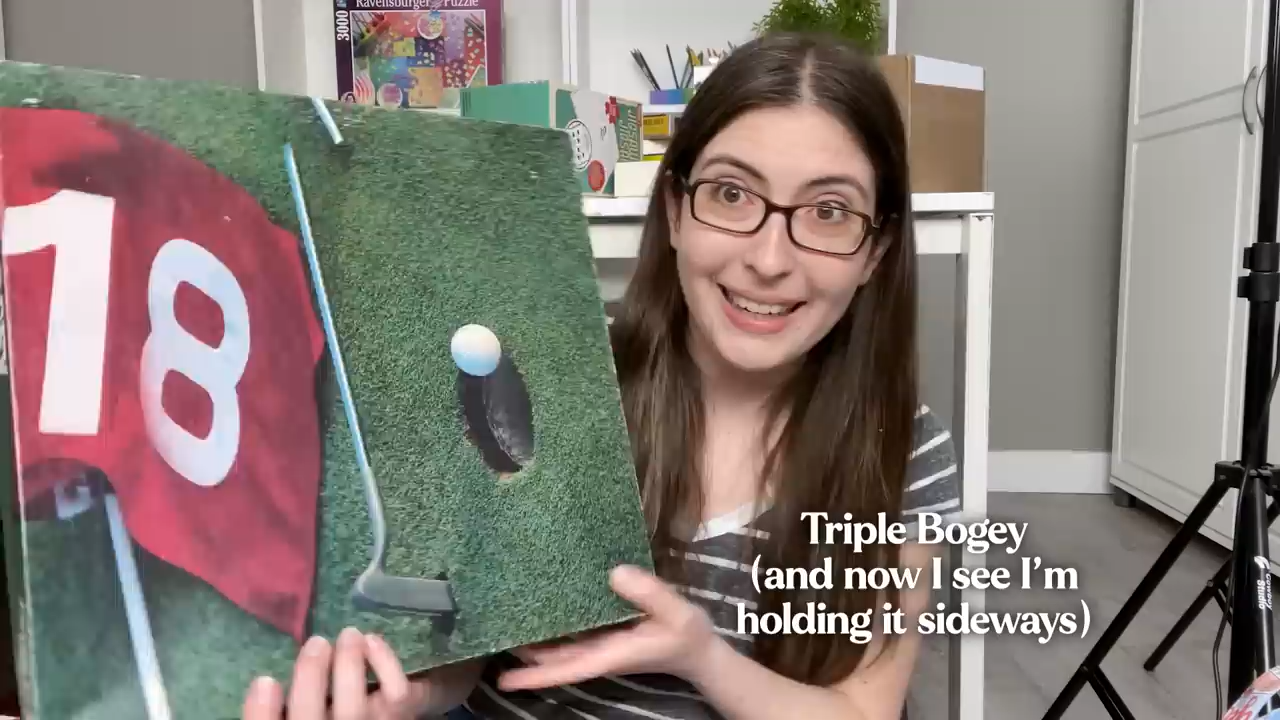 Ravensburger Puzzle
3000
18
Triple Bogey
(and now I see I'm
holding it sideways)